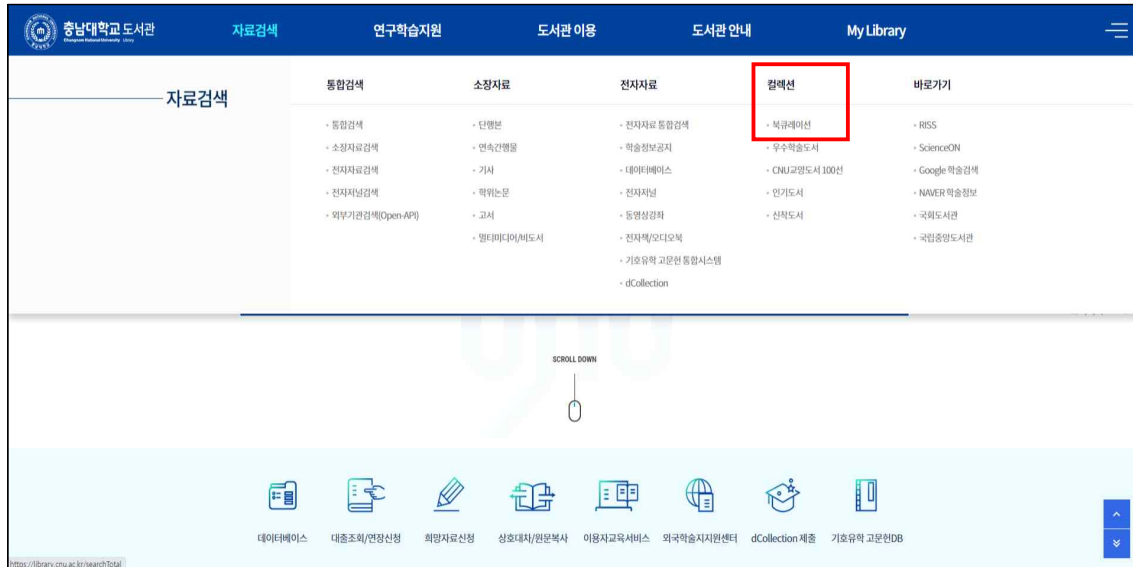 충남대학교 도서관
Chungnam National University Library
자료검색
연구학습지원
도서관 이용
도서관 안내
My Library
자료검색
통합검색
통합검색
소장자료검색
전자자료검색
전자저널검색
외부기관검색(Open-API)
소장자료
단행본
연속간행물
기사
학위논문
고서
멀티미디어/비도서
전자자료
전자자료 통합검색
학술정보공지
데이터베이스
전자저널
동영상강좌
전자책/오디오북
기호유학 고문헌 통합시스템
dCollection
컬렉션
북큐레이션
우수학술도서
CNU교양도서 100선
인기도서
신착도서
바로가기
RISS
ScienceON
Google 학술검색
NAVER 학술정보
국회도서관
국립중앙도서관
SCROLL DOWN
데이터베이스
대출조회/연장신청
희망자료신청
상호대차/원문복사
이용자교육서비스
외국학술지지원센터
dCollection 제출
기호유학 고문헌DB
https://library.cnu.ac.kr/searchTotal